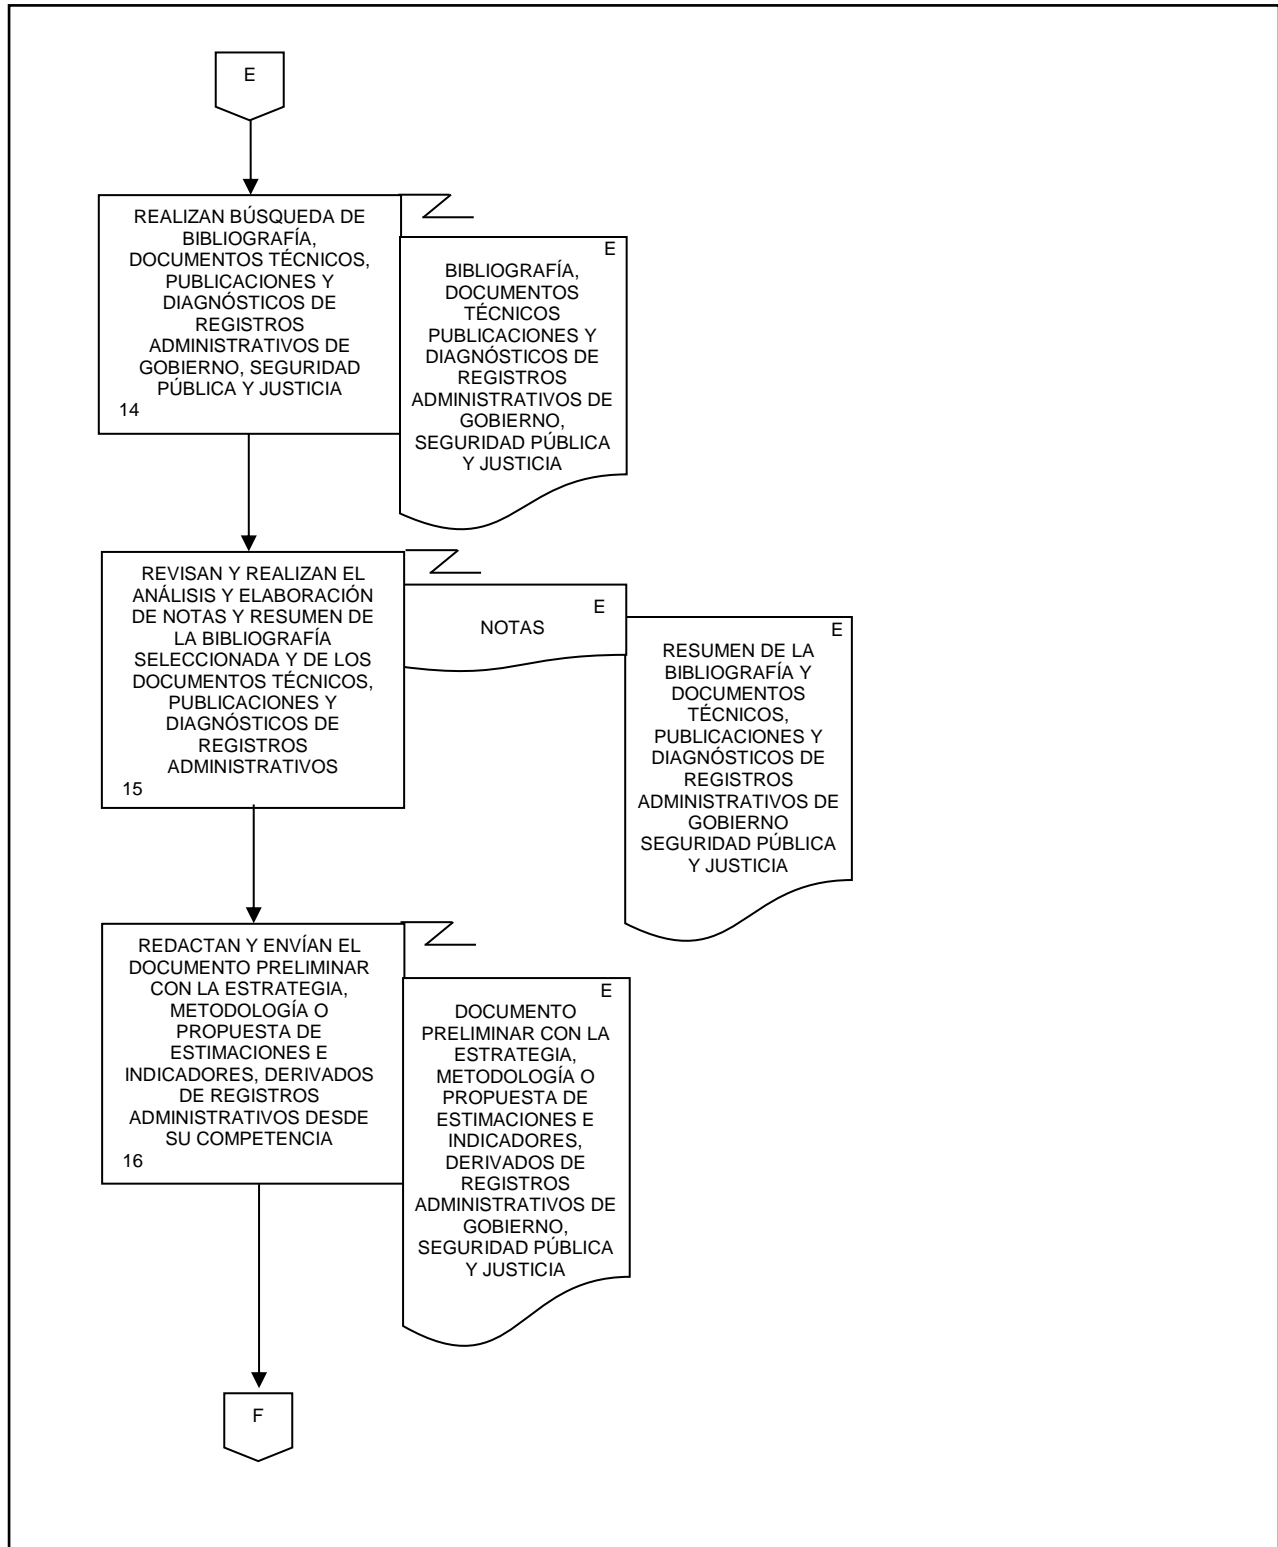 E
REALIZAN BÚSQUEDA DE
BIBLIOGRAFÍA,
DOCUMENTOS TÉCNICOS,
PUBLICACIONES Y
DIAGNÓSTICOS DE
REGISTROS
ADMINISTRATIVOS DE
GOBIERNO, SEGURIDAD
PÚBLICA Y JUSTICIA
14
E
BIBLIOGRAFÍA,
DOCUMENTOS
TÉCNICOS
PUBLICACIONES Y
DIAGNÓSTICOS DE
REGISTROS
ADMINISTRATIVOS DE
GOBIERNO,
SEGURIDAD PÚBLICA
Y JUSTICIA
REVISAN Y REALIZAN EL
ANÁLISIS Y ELABORACIÓN
DE NOTAS Y RESUMEN DE
LA BIBLIOGRAFÍA
SELECCIONADA Y DE LOS
DOCUMENTOS TÉCNICOS,
PUBLICACIONES Y
DIAGNÓSTICOS DE
REGISTROS
ADMINISTRATIVOS
15
E
NOTAS
E
RESUMEN DE LA
BIBLIOGRAFÍA Y
DOCUMENTOS
TÉCNICOS,
PUBLICACIONES Y
DIAGNÓSTICOS DE
REGISTROS
ADMINISTRATIVOS DE
GOBIERNO
SEGURIDAD PÚBLICA
Y JUSTICIA
REDACTAN Y ENVÍAN EL
DOCUMENTO PRELIMINAR
CON LA ESTRATEGIA,
METODOLOGÍA O
PROPUESTA DE
ESTIMACIONES E
INDICADORES, DERIVADOS
DE REGISTROS
ADMINISTRATIVOS DESDE
SU COMPETENCIA
16
E
DOCUMENTO
PRELIMINAR CON LA
ESTRATEGIA,
METODOLOGÍA O
PROPUESTA DE
ESTIMACIONES E
INDICADORES,
DERIVADOS DE
REGISTROS
ADMINISTRATIVOS DE
GOBIERNO,
SEGURIDAD PÚBLICA
Y JUSTICIA
F